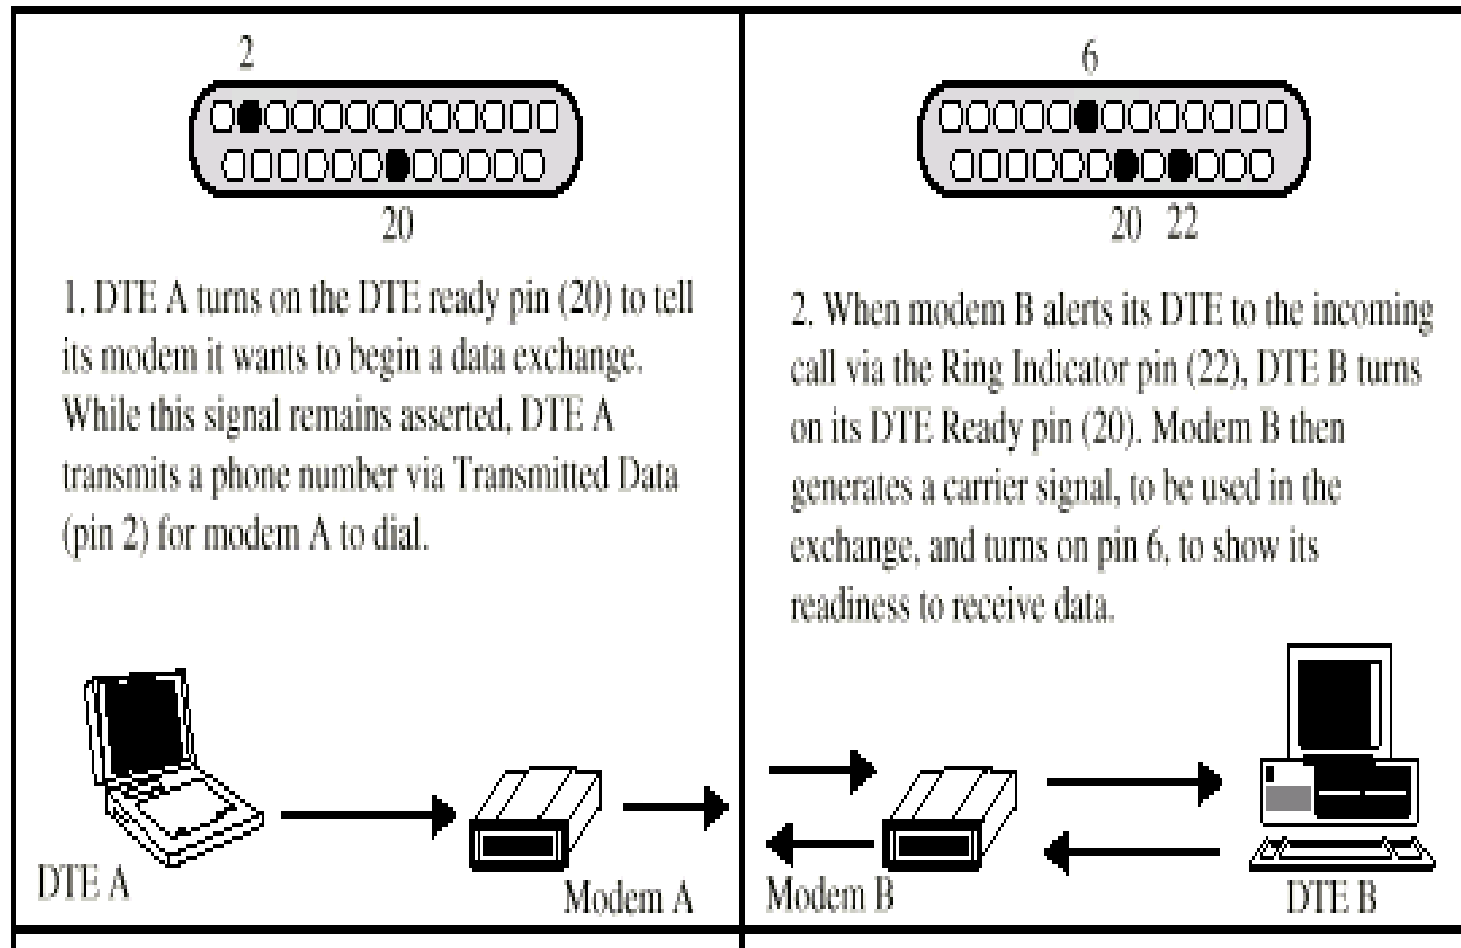 2
20
1. DTE A turns on the DTE ready pin (20) to tell
its modem it wants to begin a data exchange.
While this signal remains asserted, DTE A
transmits a phone number via Transmitted Data
(pin 2) for modem A to dial.
DTE A
Modem A
6
20 22
2. When modem B alerts its DTE to the incoming
call via the Ring Indicator pin (22), DTE B turns
on its DTE Ready pin (20). Modem B then
generates a carrier signal, to be used in the
exchange, and turns on pin 6, to show its
readiness to receive data.
Modem B
DTE B